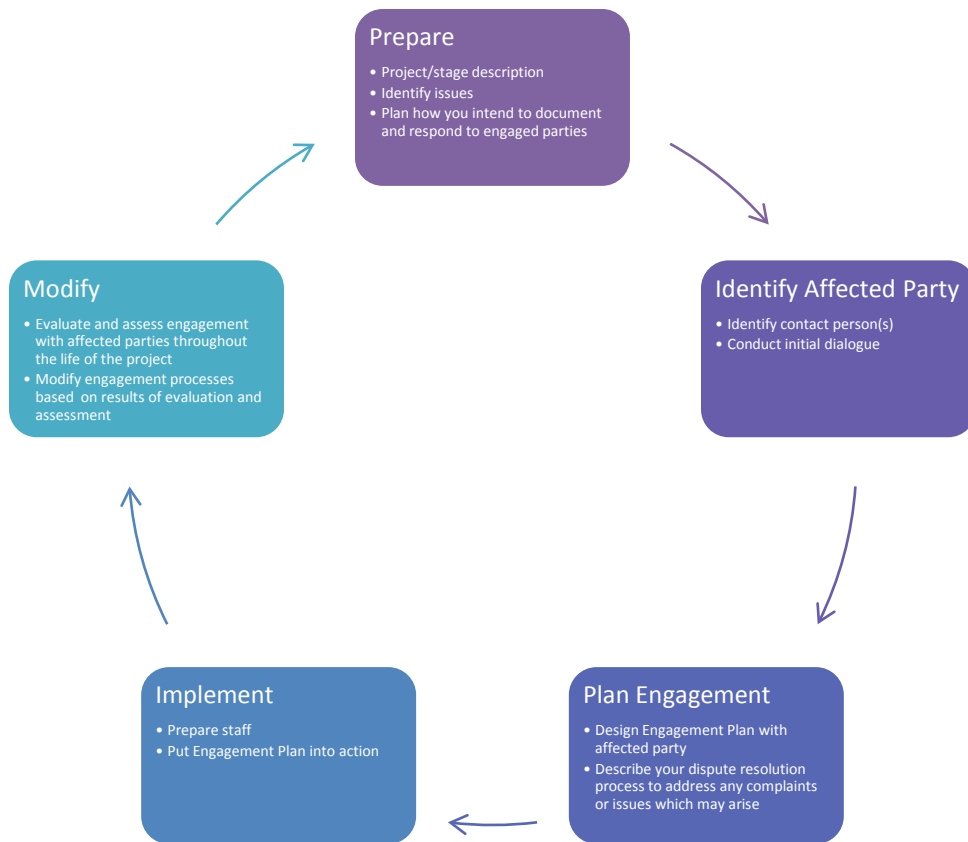 Prepare
• Project/stage description
• Identify issues
• Plan how you intend to document
and respond to engaged parties
Identify Affected Party
• Identify contact person(s)
• Conduct initial dialogue
Plan Engagement
• Design Engagement Plan with
affected party
• Describe your dispute resolution
process to address any complaints
or issues which may arise
Implement
• Prepare staff
• Put Engagement Plan into action
Modify
• Evaluate and assess engagement
with affected parties throughout
the life of the project
• Modify engagement processes
based on results of evaluation and
assessment